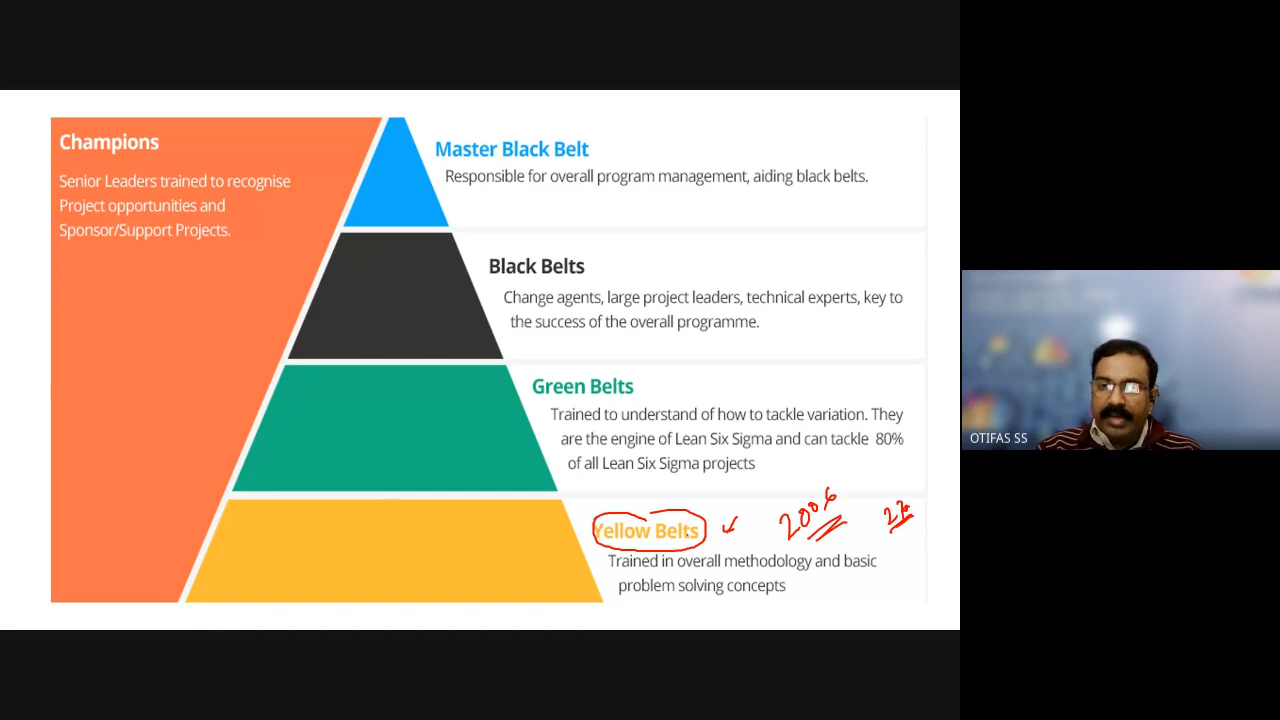 Champions
Senior Leaders trained to recognise
Project opportunities and
Sponsor/Support Projects.
Master Black Belt
Responsible for overall program management, aiding black belts.
Black Belts
Change agents, large project leaders, technical experts, key to
the success of the overall programme.
Green Belts
Trained to understand of how to tackle variation. They
are the engine of Lean Six Sigma and can tackle 80%
of all Lean Six Sigma projects
Yellow Belts 2006
Trained in overall methodology and basic
problem solving concepts
OTIFAS SS